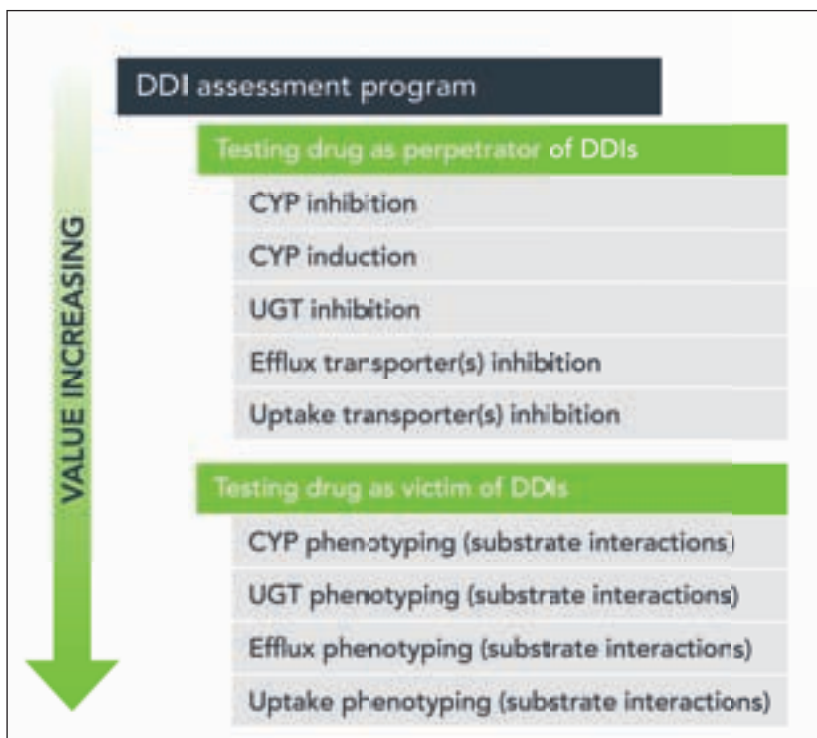 DDI assessment program
Testing drug as perpetrator of DDIs
CYP inhibition
CYP induction
UGT inhibition
Efflux transporter(s) inhibition
Uptake transporter(s) inhibition
Testing drug as victim of DDIs
CYP phenotyping (substrate interactions)
UGT phenotyping (substrate interactions)
Efflux phenotyping (substrate interactions)
Uptake phenotyping (substrate interactions)
VALUE INCREASING